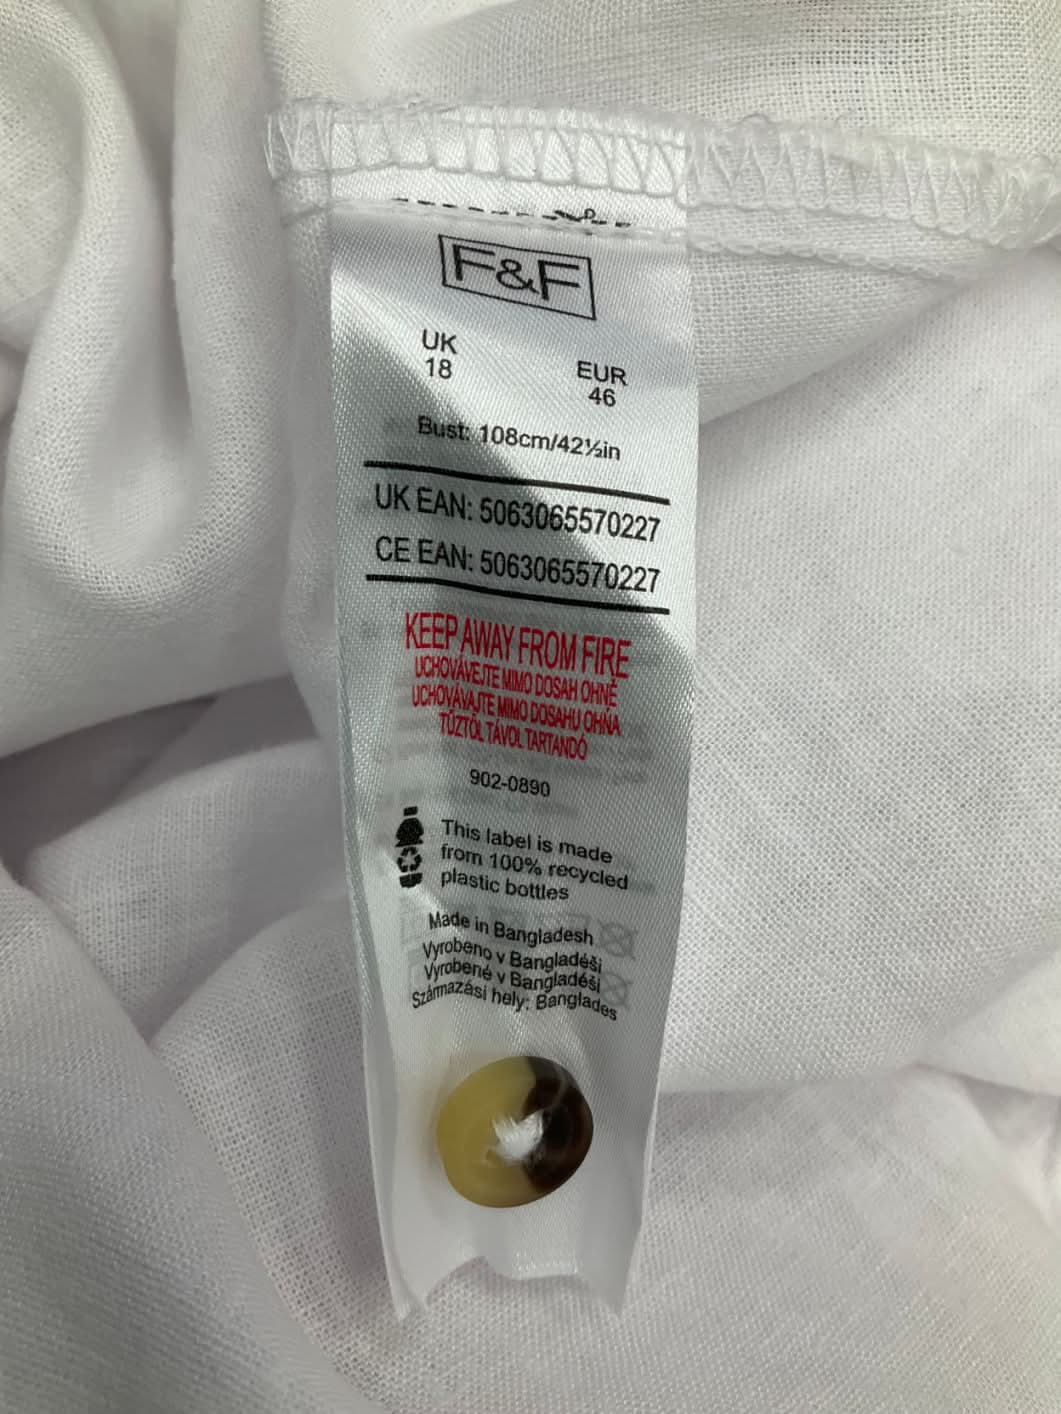 F&F
UK EUR
18 46
Bust: 108cm/42½in
UK EAN: 5063065570227
CE EAN: 5063065570227
KEEP AWAY FROM FIRE
UCHOVÁVEJTE MIMO DOSAH OHNĚ
UCHOVÁVAJTE MIMO DOSAHU OHŇA
TŰZTŐL TÁVOL TARTANDÓ
902-0890
This label is made
from 100% recycled
plastic bottles
Made in Bangladesh
Vyrobeno v Bangladéši
Vyrobené v Bangladéši
Származási hely: Banglades